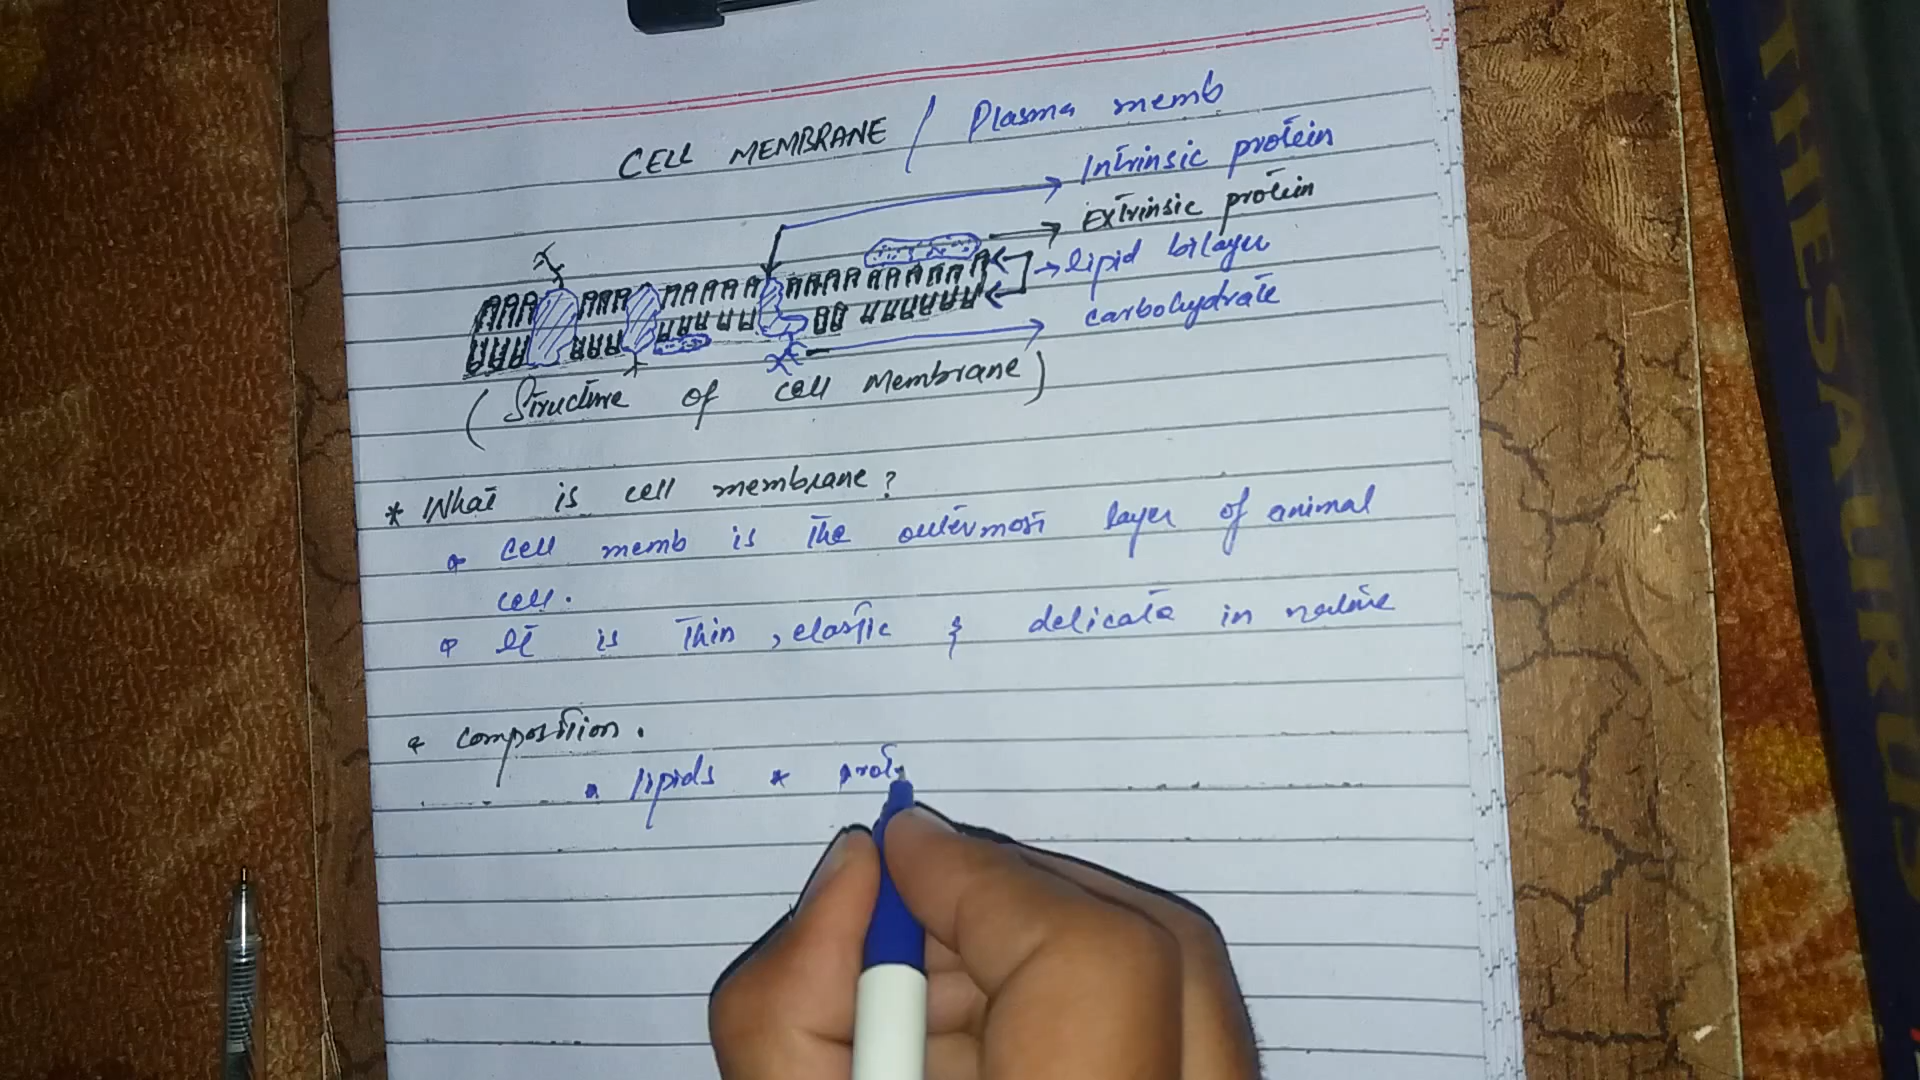 CELL MEMBRANE / Plasma memb
Intrinsic protein
Extrinsic protein
lipid bilayer
carbohydrate
(Structure of cell Membrane)
* What is cell membrane?
cell memb is the outermost layer of animal
cell.
It is thin, elastic & delicate in nature
composition.
lipids * prot
THESAURUS